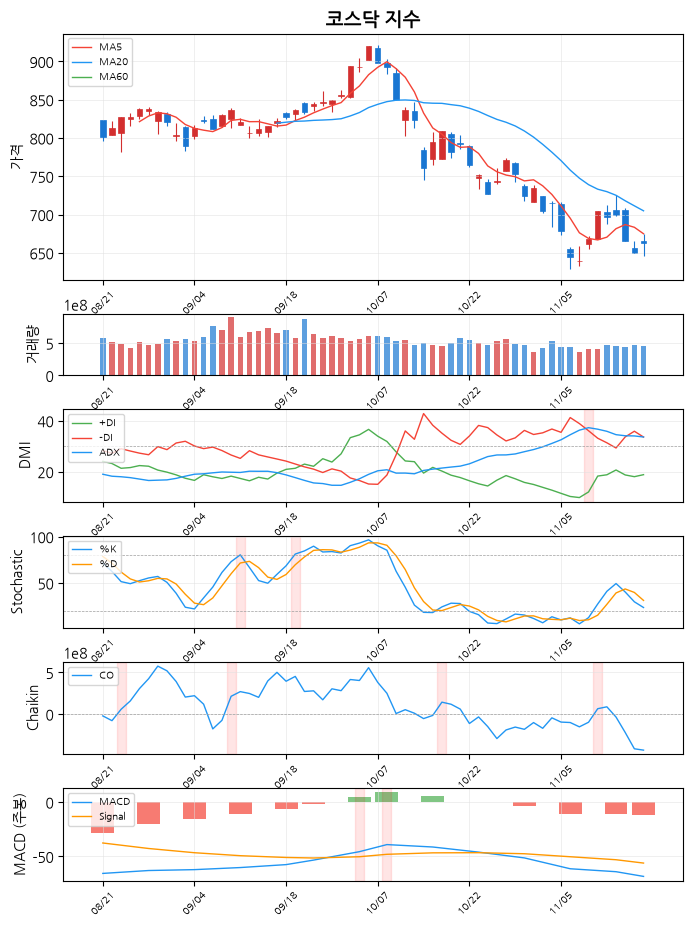 코스닥 지수
MA5
MA20
MA60
900
850
800
750
700
650
가격
08/21
09/04
09/18
10/07
10/22
11/05
1e8
5
0
거래량
08/21
09/04
09/18
10/07
10/22
11/05
+DI
-DI
ADX
40
20
DMI
08/21
09/04
09/18
10/07
10/22
11/05
%K
%D
100
50
Stochastic
08/21
09/04
09/18
10/07
10/22
11/05
1e8
CO
5
0
Chaikin
08/21
09/04
09/18
10/07
10/22
11/05
MACD
Signal
0
−50
MACD (주봉)
08/21
09/04
09/18
10/07
10/22
11/05